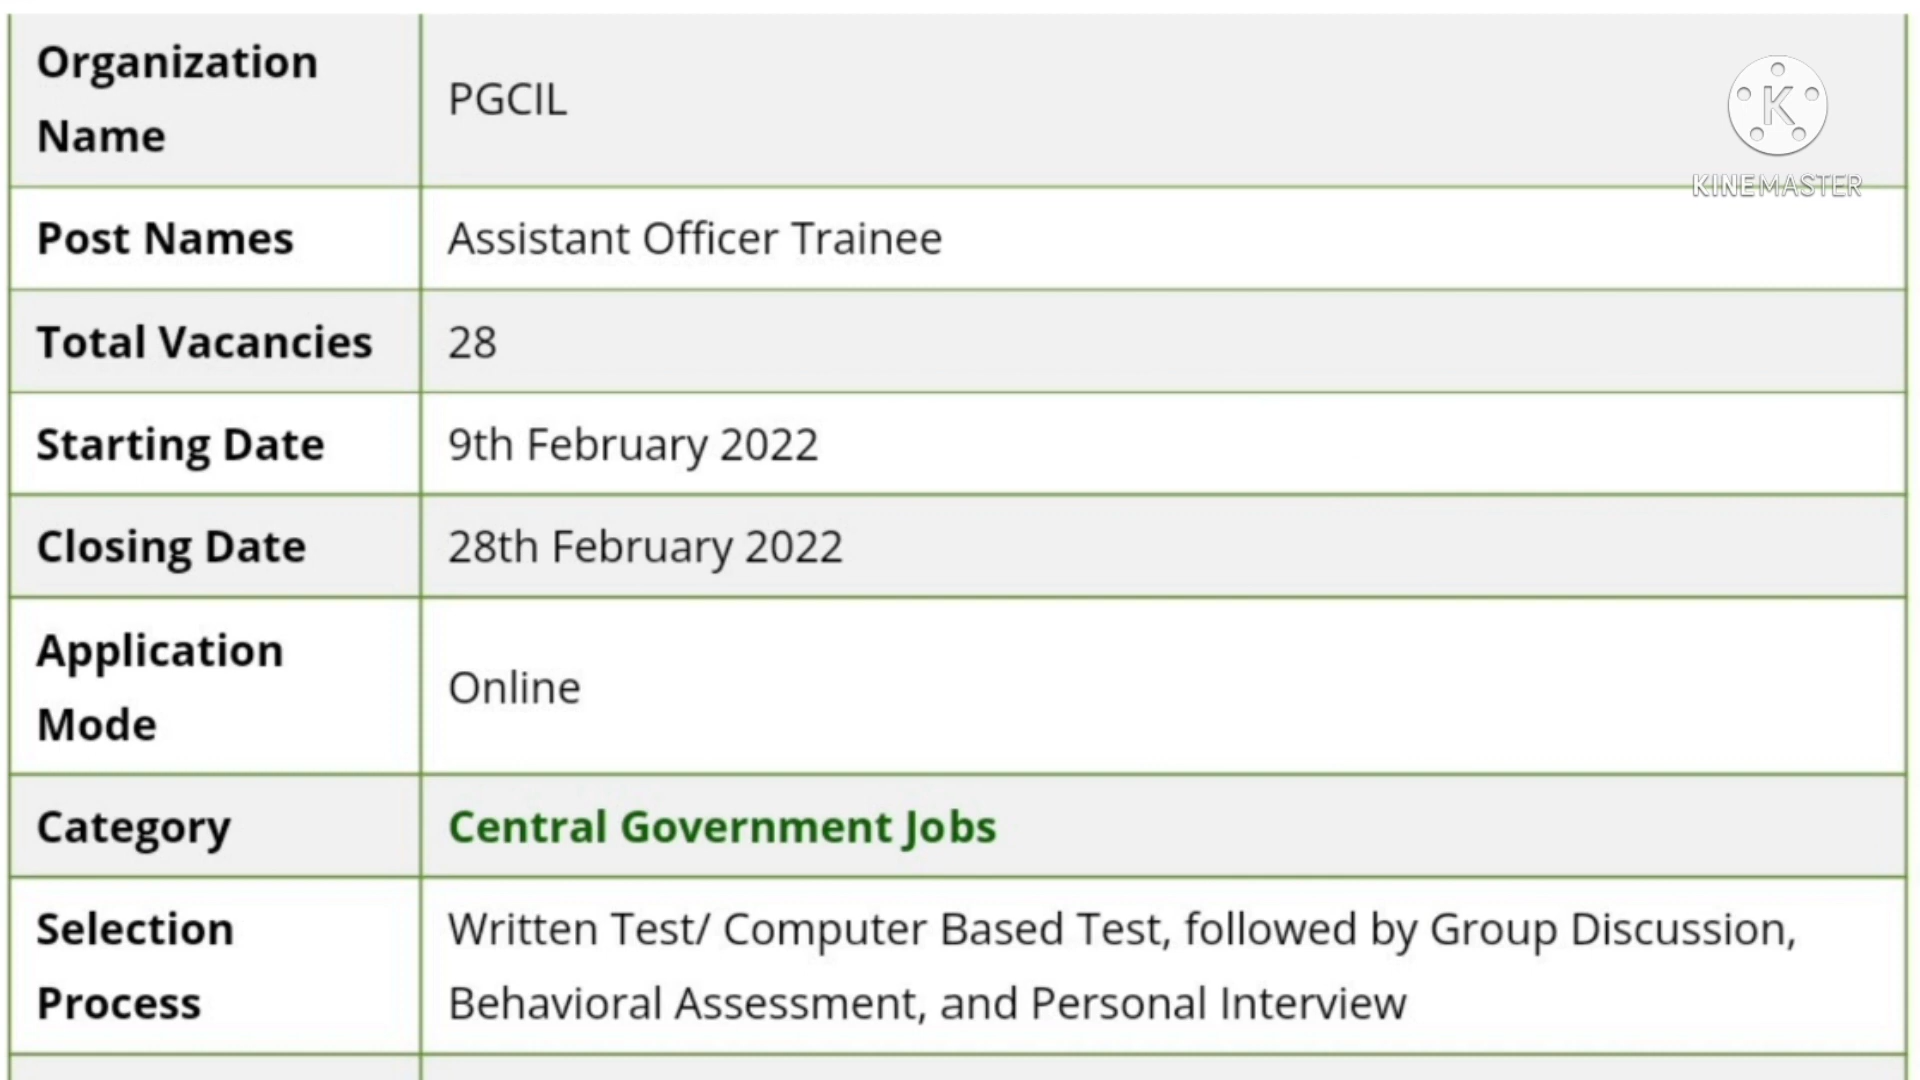 Organization
Name
PGCIL
K
KINEMASTER
Post Names
Assistant Officer Trainee
Total Vacancies
28
Starting Date
9th February 2022
Closing Date
28th February 2022
Application
Mode
Online
Category
Central Government Jobs
Selection
Process
Written Test/ Computer Based Test, followed by Group Discussion,
Behavioral Assessment, and Personal Interview